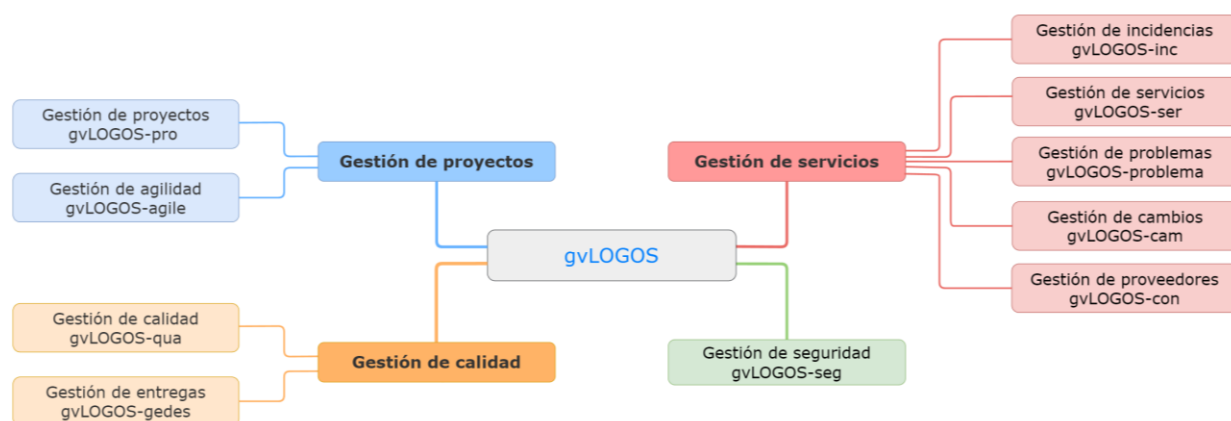 Gestión de incidencias
gvLOGOS-inc
Gestión de servicios
gvLOGOS-ser
Gestión de proyectos
gvLOGOS-pro
Gestión de proyectos
Gestión de servicios
Gestión de problemas
gvLOGOS-problema
Gestión de agilidad
gvLOGOS-agile
Gestión de cambios
gvLOGOS-cam
gvLOGOS
Gestión de proveedores
gvLOGOS-con
Gestión de calidad
gvLOGOS-qua
Gestión de calidad
Gestión de seguridad
gvLOGOS-seg
Gestión de entregas
gvLOGOS-gedes